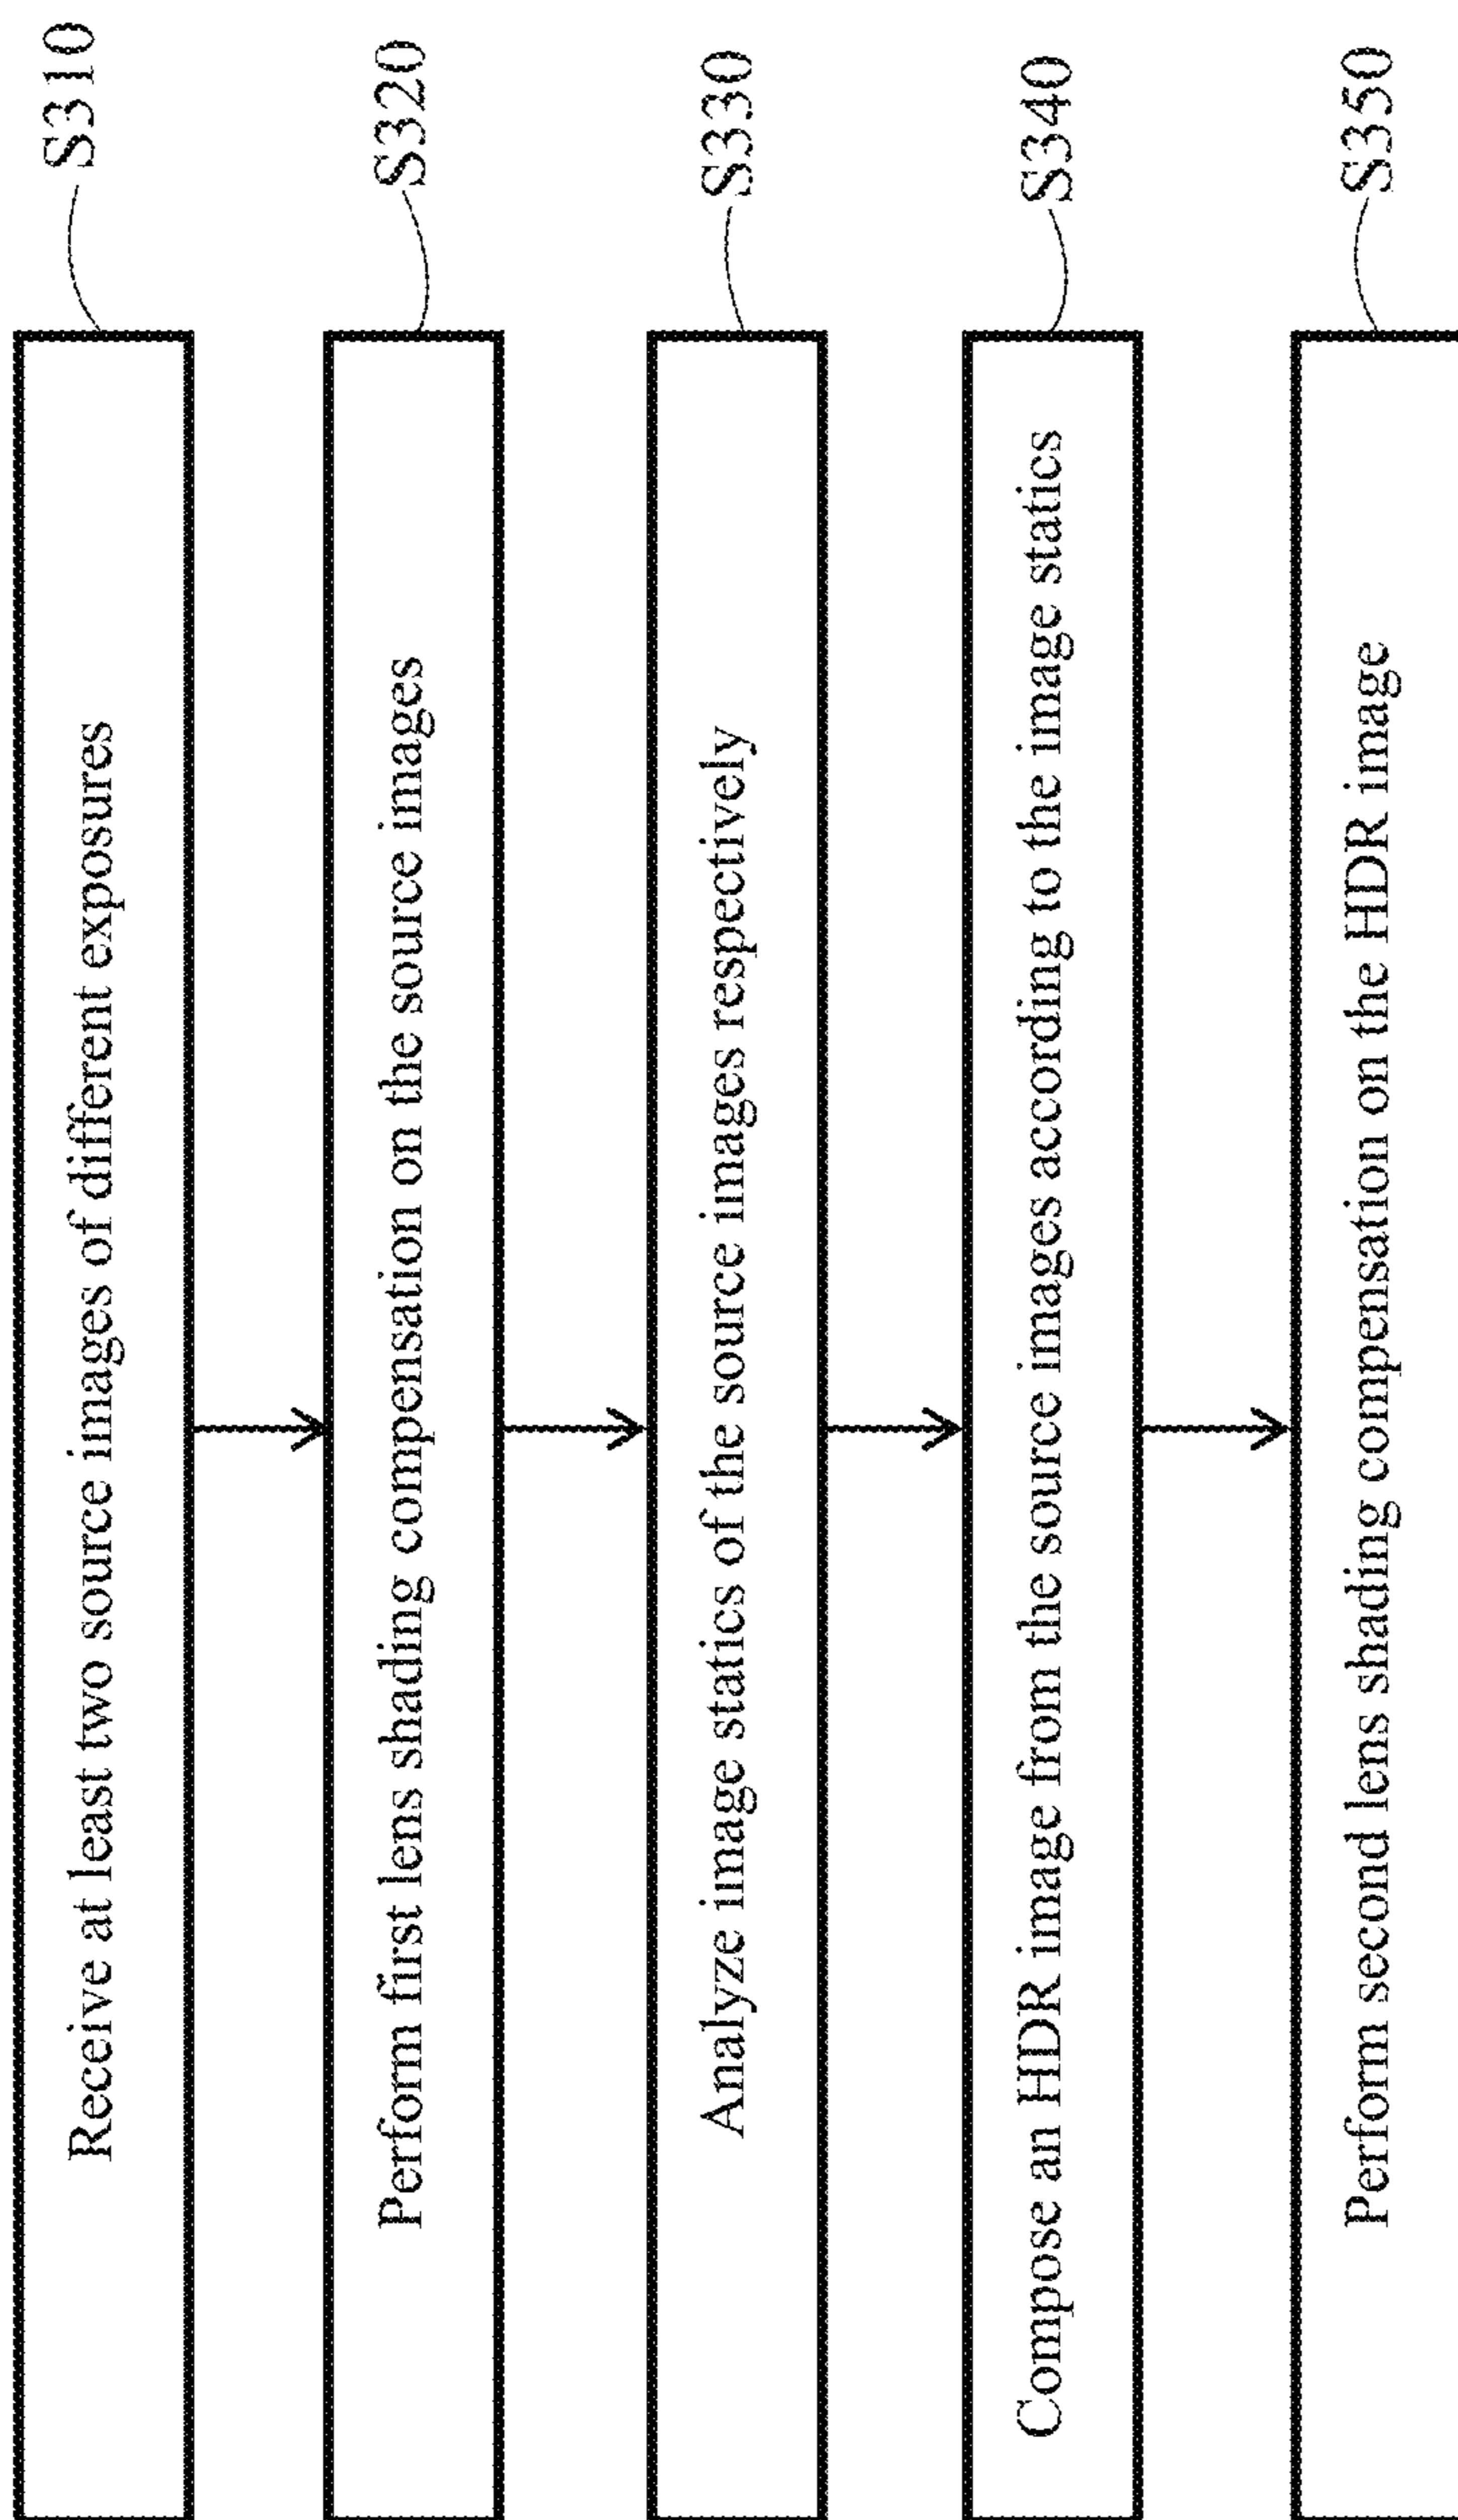 Receive at least two source images of different exposures
S310
Perform first lens shading compensation on the source images
S320
Analyze image statics of the source images respectively
S330
Compose an HDR image from the source images according to the image statics
S340
Perform second lens shading compensation on the HDR image
S350